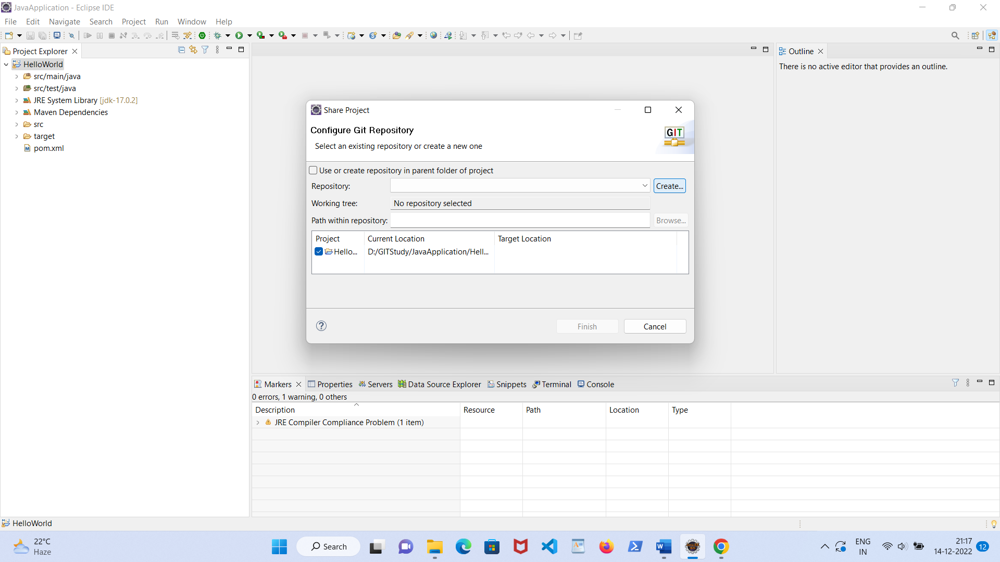 JavaApplication - Eclipse IDE
File Edit Navigate Search Project Run Window Help
Project Explorer
HelloWorld
src/main/java
src/test/java
JRE System Library [jdk-17.0.2]
Maven Dependencies
src
target
pom.xml
Outline
There is no active editor that provides an outline.
Share Project
Configure Git Repository
Select an existing repository or create a new one
GIT
Use or create repository in parent folder of project
Repository: Create...
Working tree: No repository selected
Path within repository: Browse...
Project Current Location Target Location
Hello... D:/GITStudy/JavaApplication/Hell...
Finish Cancel
Markers Properties Servers Data Source Explorer Snippets Terminal Console
0 errors, 1 warning, 0 others
Description Resource Path Location Type
JRE Compiler Compliance Problem (1 item)
HelloWorld
22°C
Haze
Search
ENG
IN
21:17
14-12-2022
12